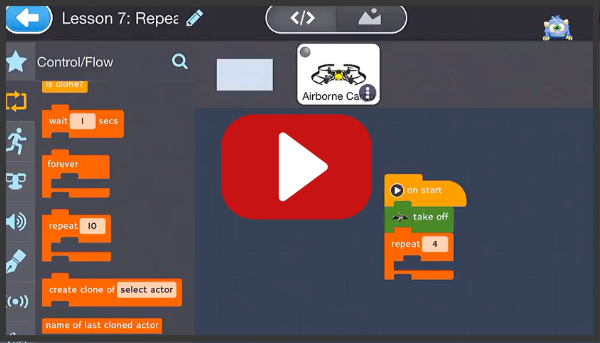 Lesson 7: Repea
</>
Control/Flow
Airborne Ca
is clone?
wait 1 secs
forever
repeat 10
create clone of select actor
name of last cloned actor
on start
take off
repeat 4